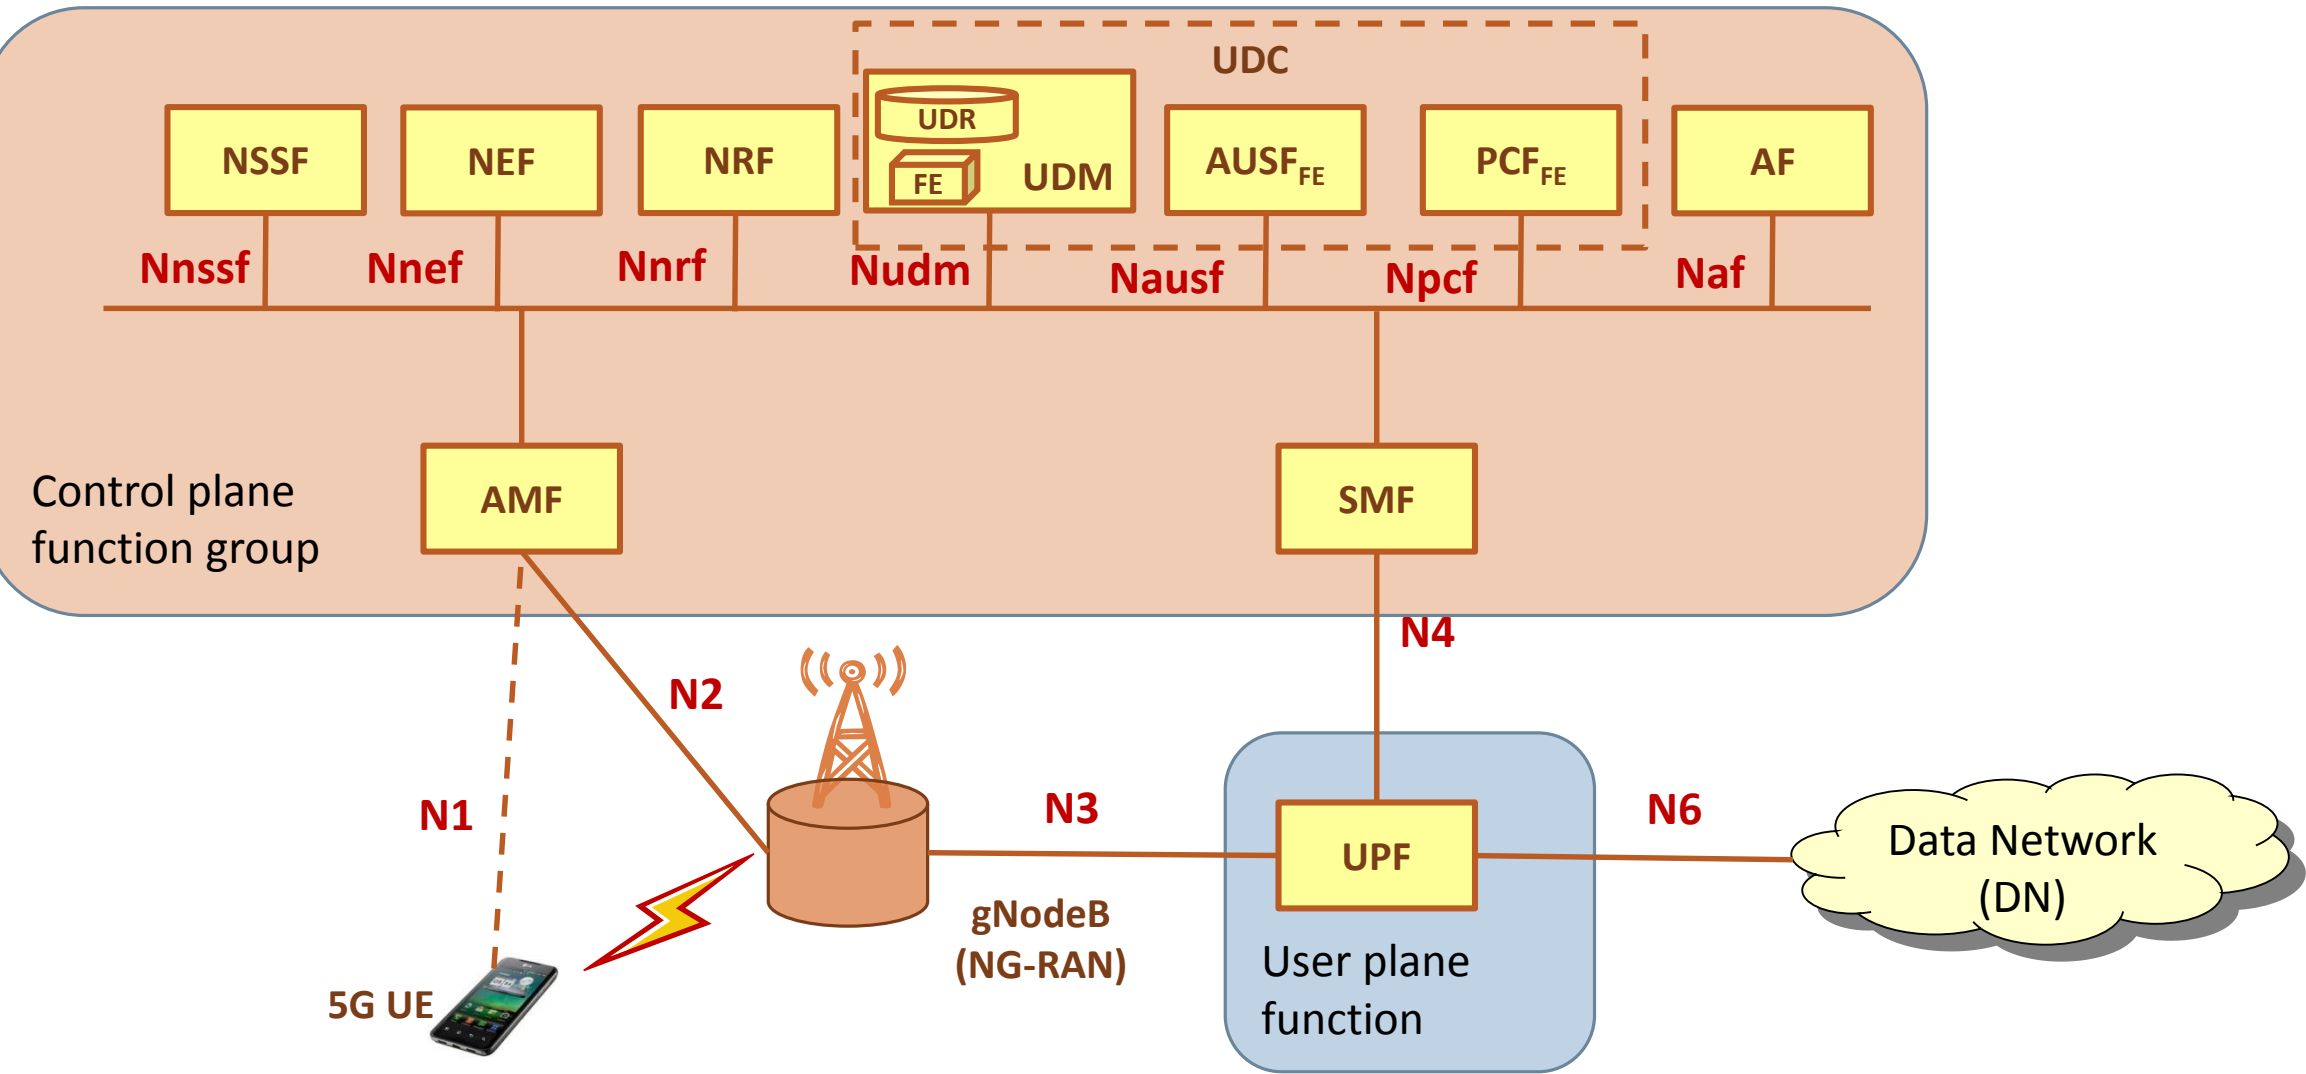 UDC
UDR
FE
UDM
NSSF
NEF
NRF
AUSFFE
PCFFE
AF
Nnssf
Nnef
Nnrf
Nudm
Nausf
Npcf
Naf
Control plane
function group
AMF
SMF
N4
N2
N1
N3
N6
UPF
Data Network
(DN)
gNodeB
(NG-RAN)
User plane
function
5G UE